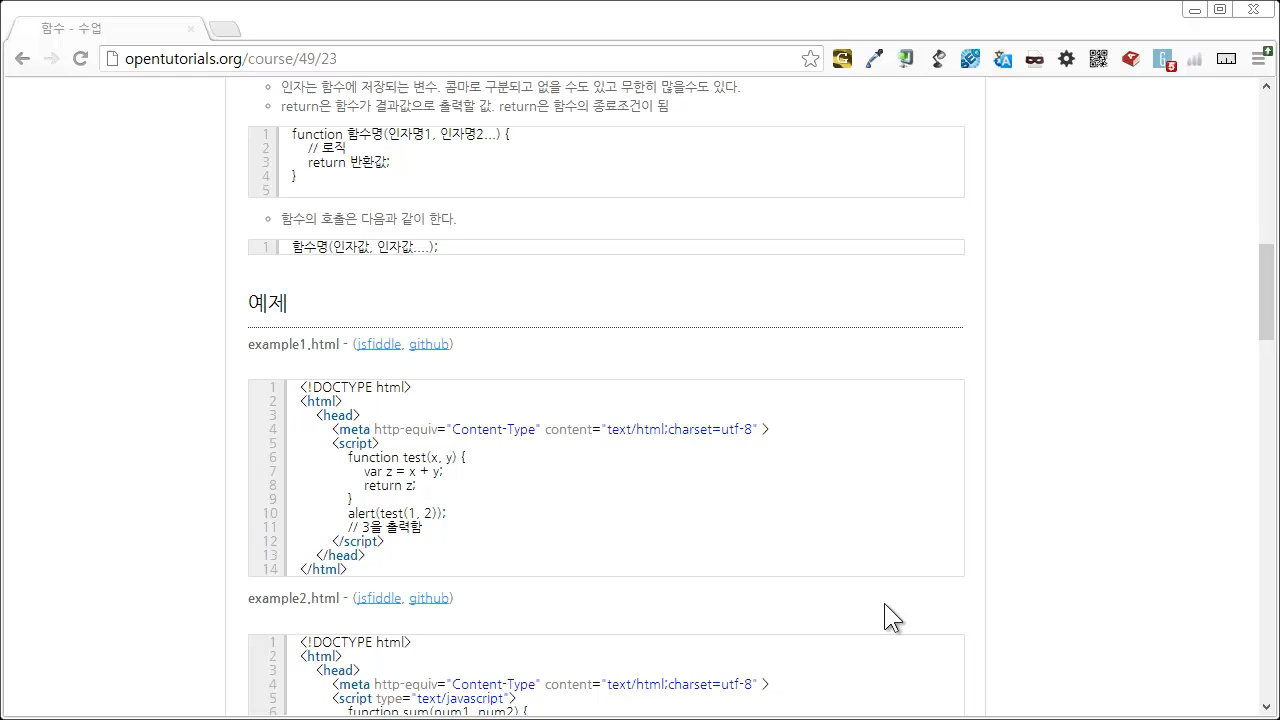 함수 - 수업
opentutorials.org/course/49/23
5
인자는 함수에 저장되는 변수. 콤마로 구분되고 없을 수도 있고 무한히 많을수도 있다.
return은 함수가 결과값으로 출력할 값. return은 함수의 종료조건이 됨
1 function 함수명(인자명1, 인자명2...) {
2 // 로직
3 return 반환값;
4 }
5
함수의 호출은 다음과 같이 한다.
1 함수명(인자값, 인자값....);
예제
example1.html - (jsfiddle, github)
1 <!DOCTYPE html>
2 <html>
3 <head>
4 <meta http-equiv="Content-Type" content="text/html;charset=utf-8" >
5 <script>
6 function test(x, y) {
7 var z = x + y;
8 return z;
9 }
10 alert(test(1, 2));
11 // 3을 출력함
12 </script>
13 </head>
14 </html>
example2.html - (jsfiddle, github)
1 <!DOCTYPE html>
2 <html>
3 <head>
4 <meta http-equiv="Content-Type" content="text/html;charset=utf-8" >
5 <script type="text/javascript">
6 function sum(num1, num2) {